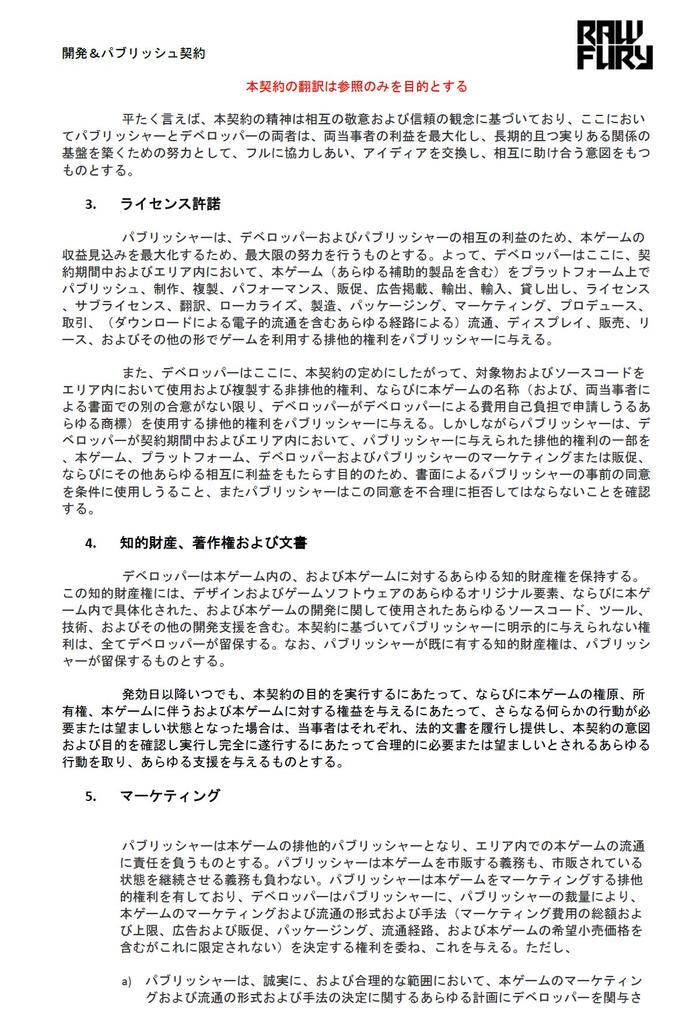 RAW
FURY
開発＆パブリッシュ契約
本契約の翻訳は参照のみを目的とする
平たく言えば、本契約の精神は相互の敬意および信頼の観念に基づいており、ここにおい
てパブリッシャーとデベロッパーの両者は、両当事者の利益を最大化し、長期的且つ実りある関係の
基盤を築くための努力として、フルに協力しあい、アイディアを交換し、相互に助け合う意図をもつ
ものとする。
3. ライセンス許諾
パブリッシャーは、デベロッパーおよびパブリッシャーの相互の利益のため、本ゲームの
収益見込みを最大化するため、最大限の努力を行うものとする。よって、デベロッパーはここに、契
約期間中およびエリア内において、本ゲーム（あらゆる補助的製品を含む）をプラットフォーム上で
パブリッシュ、制作、複製、パフォーマンス、販促、広告掲載、輸出、輸入、貸し出し、ライセンス
、サブライセンス、翻訳、ローカライズ、製造、パッケージング、マーケティング、プロデュース、
取引、（ダウンロードによる電子的流通を含むあらゆる経路による）流通、ディスプレイ、販売、リ
ース、およびその他の形でゲームを利用する排他的権利をパブリッシャーに与える。
また、デベロッパーはここに、本契約の定めにしたがって、対象物およびソースコードを
エリア内において使用および複製する非排他的権利、ならびに本ゲームの名称（および、両当事者に
よる書面での別の合意がない限り、デベロッパーがデベロッパーによる費用自己負担で申請しうるあ
らゆる商標）を使用する排他的権利をパブリッシャーに与える。しかしながらパブリッシャーは、デ
ベロッパーが契約期間中およびエリア内において、パブリッシャーに与えられた排他的権利の一部を
、本ゲーム、プラットフォーム、デベロッパーおよびパブリッシャーのマーケティングまたは販促、
ならびにその他あらゆる相互に利益をもたらす目的のため、書面によるパブリッシャーの事前の同意
を条件に使用しうること、またパブリッシャーはこの同意を不合理に拒否してはならないことを確認
する。
4. 知的財産、著作権および文書
デベロッパーは本ゲーム内の、および本ゲームに対するあらゆる知的財産権を保持する。
この知的財産権には、デザインおよびゲームソフトウェアのあらゆるオリジナル要素、ならびに本ゲ
ーム内で具体化された、および本ゲームの開発に関して使用されたあらゆるソースコード、ツール、
技術、およびその他の開発支援を含む。本契約に基づいてパブリッシャーに明示的に与えられない権
利は、全てデベロッパーが留保する。なお、パブリッシャーが既に有する知的財産権は、パブリッシ
ャーが留保するものとする。
発効日以降いつでも、本契約の目的を実行するにあたって、ならびに本ゲームの権原、所
有権、本ゲームに伴うおよび本ゲームに対する権益を与えるにあたって、さらなる何らかの行動が必
要または望ましい状態となった場合は、当事者はそれぞれ、法的文書を履行し提供し、本契約の意図
および目的を確認し実行し完全に遂行するにあたって合理的に必要または望ましいとされるあらゆる
行動を取り、あらゆる支援を与えるものとする。
5. マーケティング
パブリッシャーは本ゲームの排他的パブリッシャーとなり、エリア内での本ゲームの流通
に責任を負うものとする。パブリッシャーは本ゲームを市販する義務も、市販されている
状態を継続させる義務も負わない。パブリッシャーは本ゲームをマーケティングする排他
的権利を有しており、デベロッパーはパブリッシャーに、パブリッシャーの裁量により、
本ゲームのマーケティングおよび流通の形式および手法（マーケティング費用の総額およ
び上限、広告および販促、パッケージング、流通経路、および本ゲームの希望小売価格を
含むがこれに限定されない）を決定する権利を委ね、これを与える。ただし、
a) パブリッシャーは、誠実に、および合理的な範囲において、本ゲームのマーケティン
グおよび流通の形式および手法の決定に関するあらゆる計画にデベロッパーを関与さ